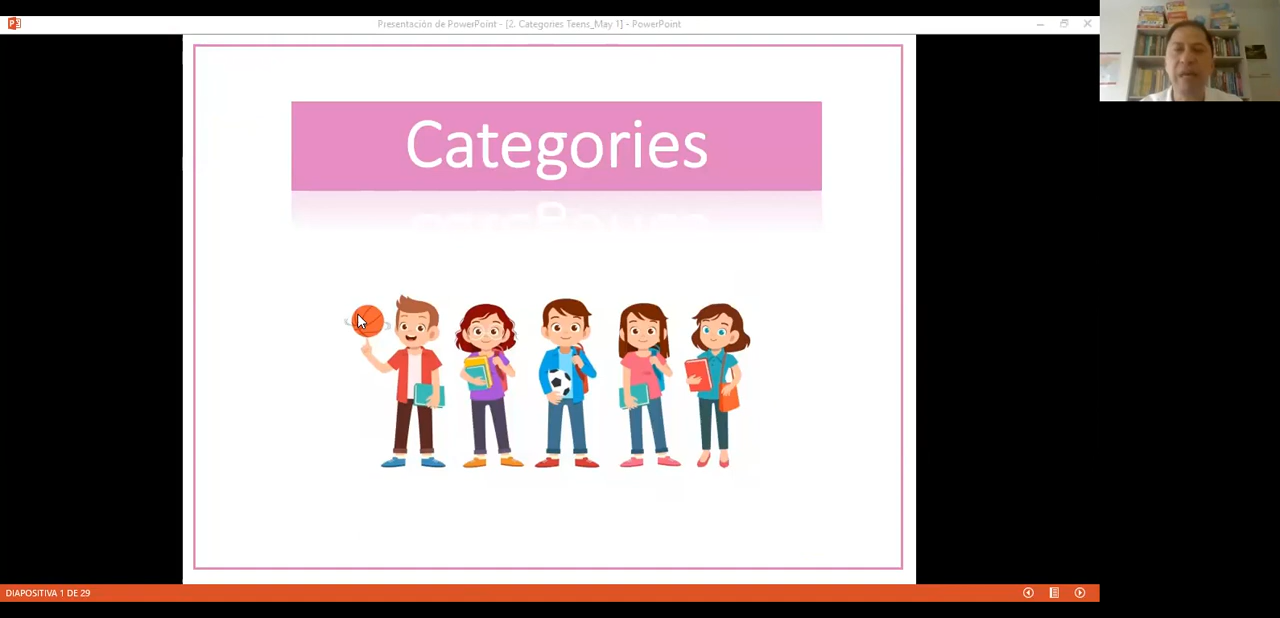 Presentación de PowerPoint - [2. Categories Teens_May 1] - PowerPoint
Categories
DIAPOSITIVA 1 DE 29